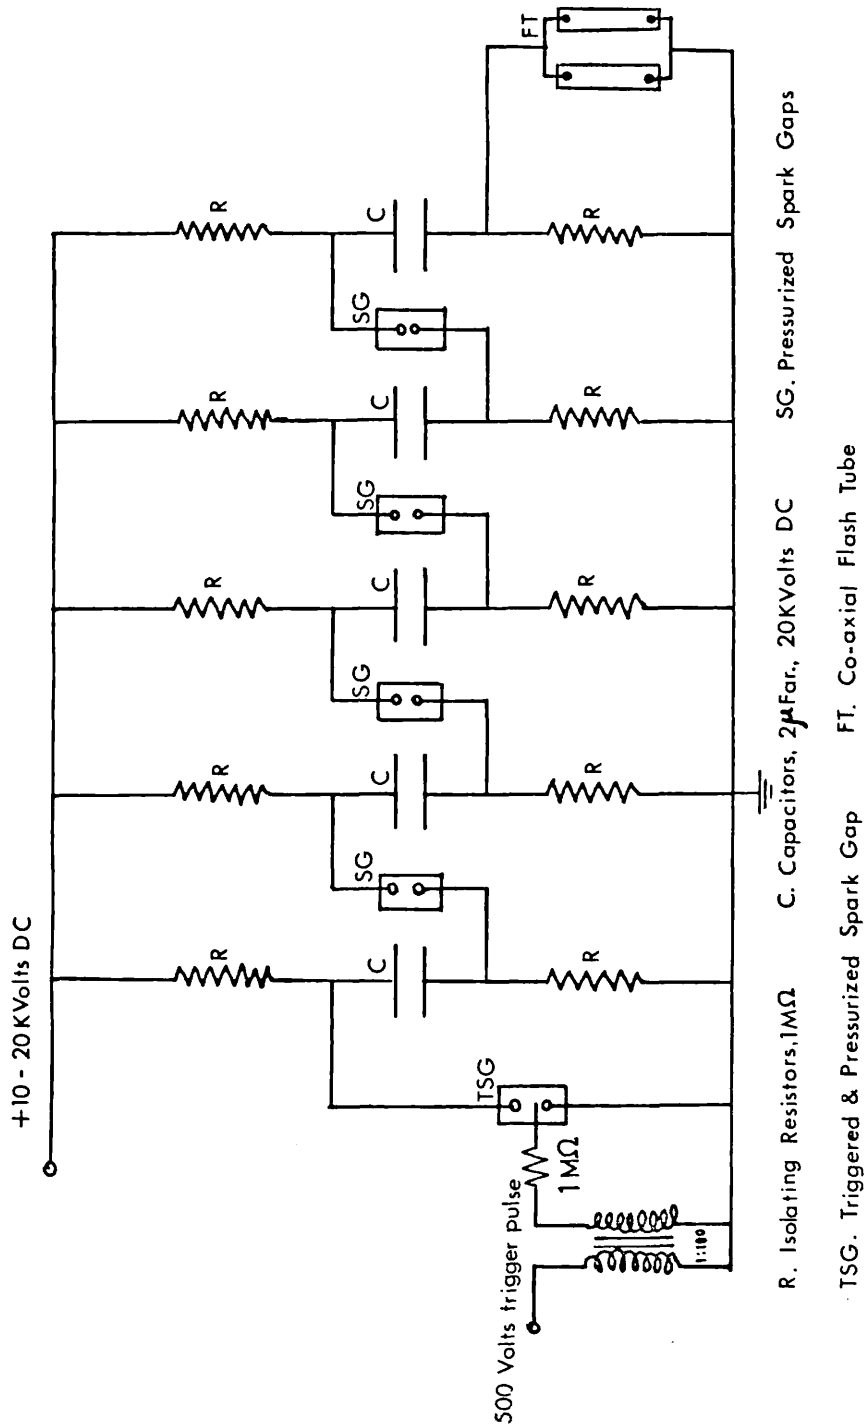 +10 - 20KVolts DC
R
R
R
R
R
SG
SG
SG
SG
C
C
C
C
C
TSG
500 Volts trigger pulse
FT
1MΩ
R
R
R
R
R
1:100
R. Isolating Resistors,1MΩ C. Capacitors, 2μFar., 20KVolts DC SG. Pressurized Spark Gaps
TSG. Triggered & Pressurized Spark Gap FT. Co-axial Flash Tube